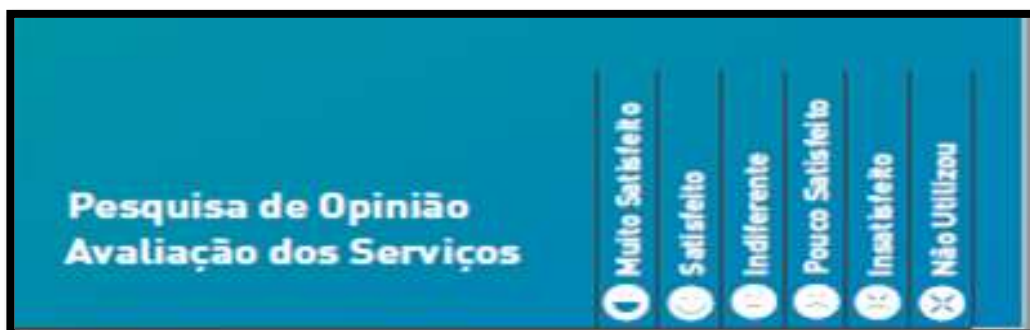 Pesquisa de Opinião
Avaliação dos Serviços
Muito Satisfeito
Satisfeito
Indiferente
Pouco Satisfeito
Insatisfeito
Não Utilizou